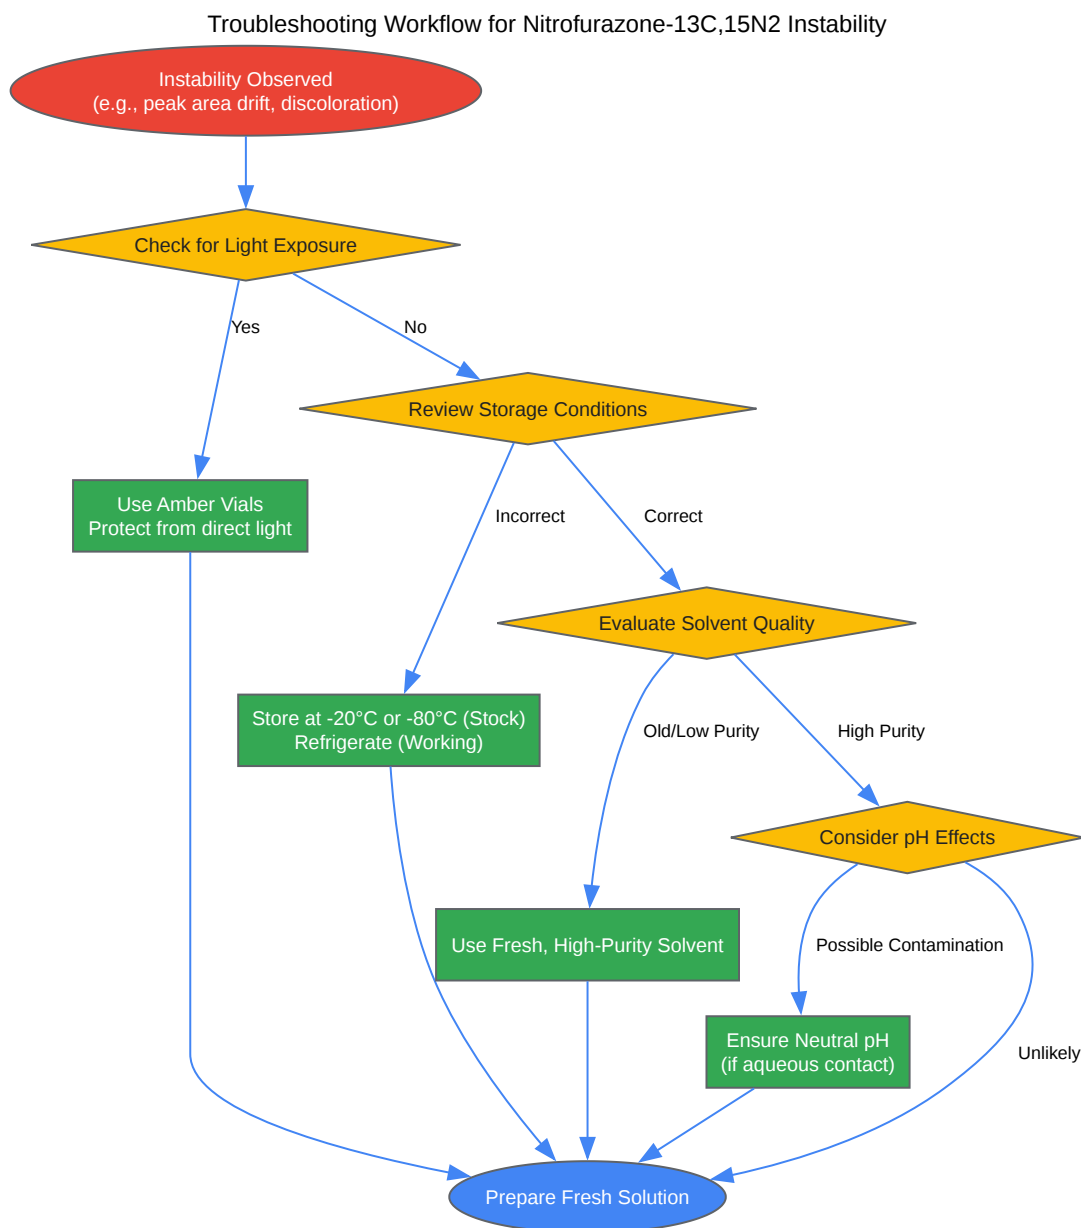 Troubleshooting Workflow for Nitrofurazone-13C,15N2 Instability
Instability Observed
(e.g., peak area drift, discoloration)
Check for Light Exposure
Yes
No
Review Storage Conditions
Use Amber Vials
Protect from direct light
Incorrect
Correct
Evaluate Solvent Quality
Store at -20°C or -80°C (Stock)
Refrigerate (Working)
Old/Low Purity
High Purity
Consider pH Effects
Use Fresh, High-Purity Solvent
Possible Contamination
Ensure Neutral pH
(if aqueous contact)
Unlikely
Prepare Fresh Solution